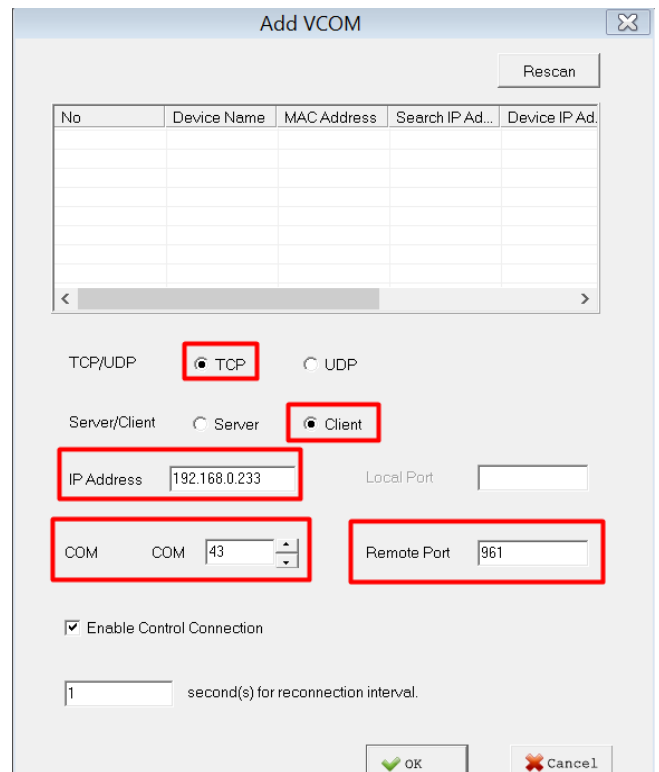 Add VCOM
Rescan
No Device Name MAC Address Search IP Ad... Device IP Ad.
TCP/UDP TCP UDP
Server/Client Server Client
IP Address 192.168.0.233 Local Port
COM COM 43 Remote Port 961
Enable Control Connection
1 second(s) for reconnection interval.
OK Cancel